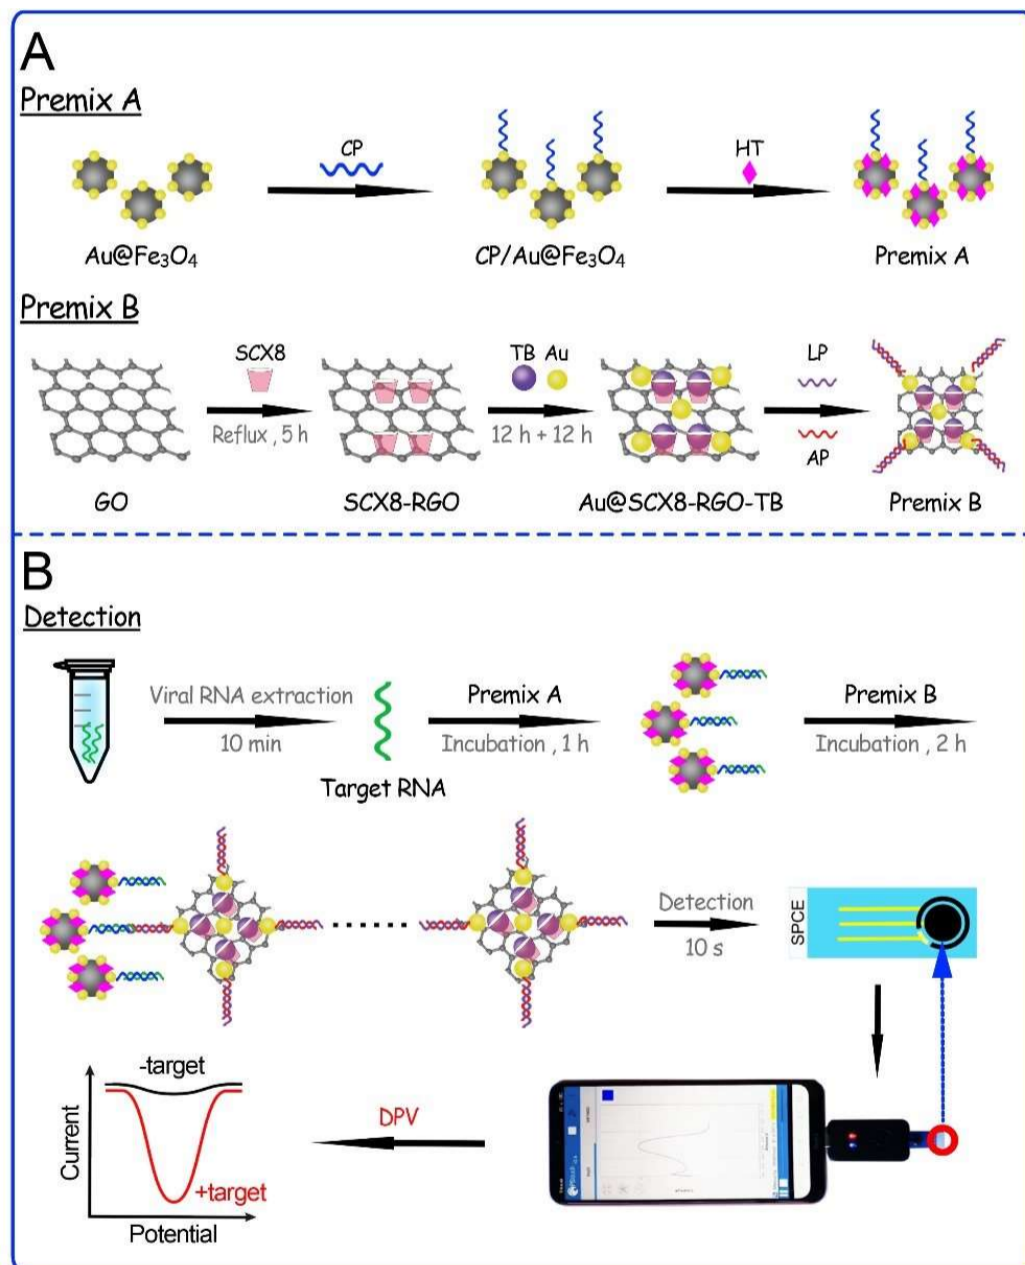 A
Premix A
CP
HT
Au@Fe₃O₄
CP/Au@Fe₃O₄
Premix A
Premix B
SCX8
TB Au
LP
Reflux , 5 h
12 h + 12 h
AP
GO
SCX8-RGO
Au@SCX8-RGO-TB
Premix B
B
Detection
Viral RNA extraction
10 min
Target RNA
Premix A
Incubation , 1 h
Premix B
Incubation , 2 h
Detection
10 s
SPCE
-target
+target
Current
Potential
DPV